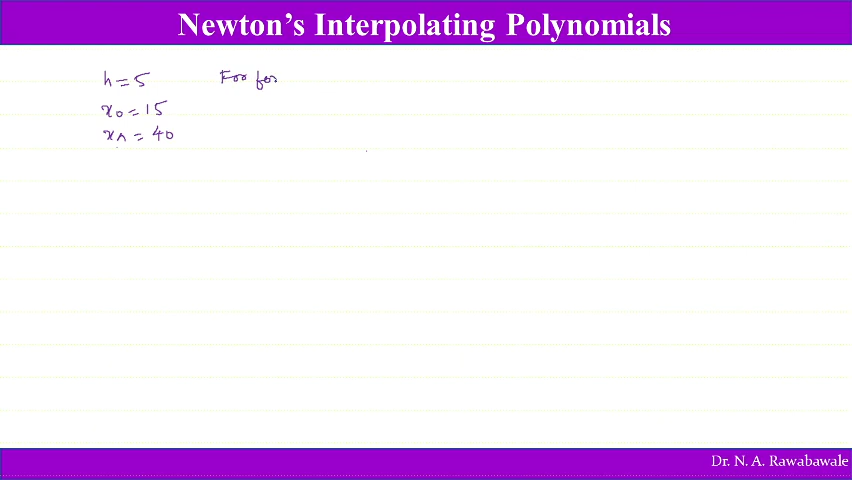 Newton's Interpolating Polynomials
h = 5 For for
x0 = 15
xn = 40
Dr. N. A. Rawabawale